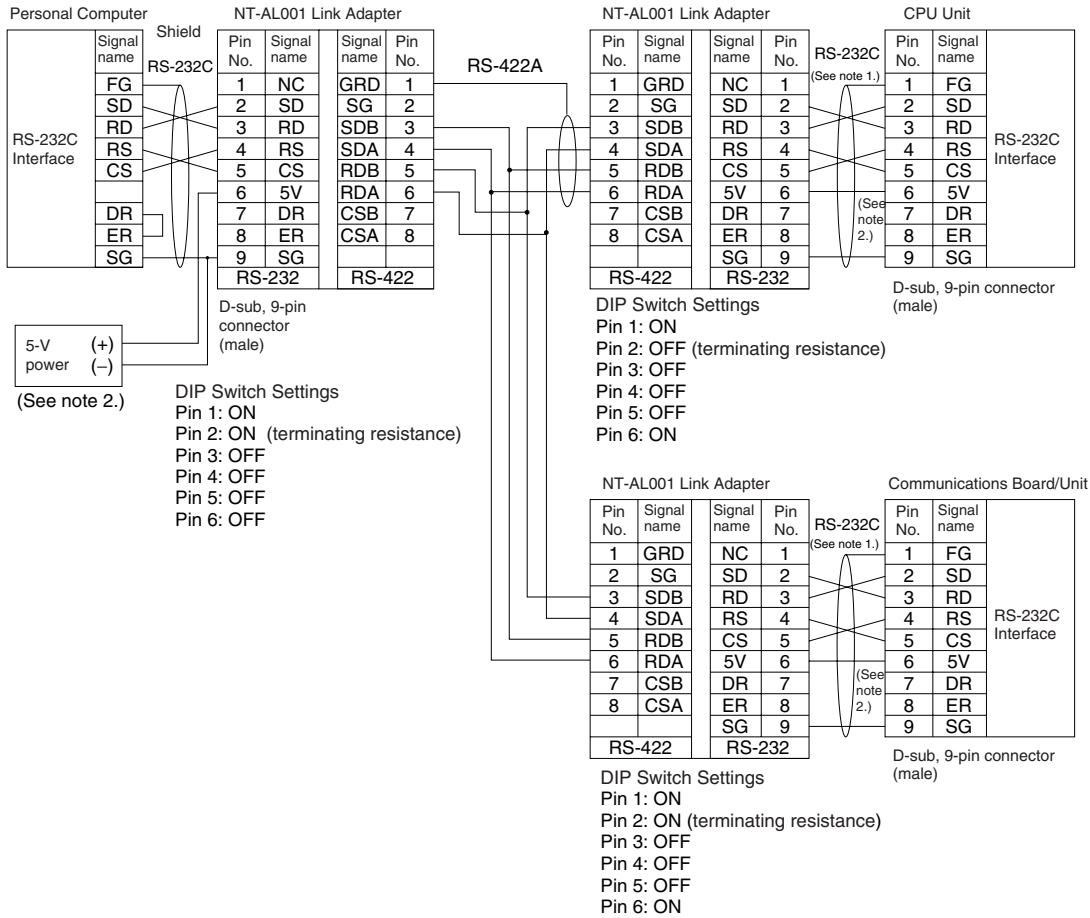 Personal Computer
NT-AL001 Link Adapter
NT-AL001 Link Adapter
CPU Unit
RS-232C Interface
Signal name
Shield
RS-232C
Pin No. Signal name Signal name Pin No.
RS-422A
Pin No. Signal name Signal name Pin No.
RS-232C
(See note 1.)
Pin No. Signal name
FG 1 NC GRD 1 1 GRD NC 1 1 FG
SD 2 SD SG 2 2 SG SD 2 2 SD
RD 3 RD SDB 3 3 SDB RD 3 3 RD
RS 4 RS SDA 4 4 SDA RS 4 4 RS
CS 5 CS RDB 5 5 RDB CS 5 5 CS
6 5V RDA 6 6 RDA 5V 6 6 5V
DR 7 DR CSB 7 7 CSB DR 7 7 DR
ER 8 ER CSA 8 8 CSA ER 8 8 ER
SG 9 SG SG 9 9 SG
(See note 2.)
RS-232C Interface
RS-232 RS-422
RS-422 RS-232
D-sub, 9-pin
connector
(male)
D-sub, 9-pin connector
(male)
5-V (+)
power (–)
(See note 2.)
DIP Switch Settings
Pin 1: ON
Pin 2: ON (terminating resistance)
Pin 3: OFF
Pin 4: OFF
Pin 5: OFF
Pin 6: OFF
DIP Switch Settings
Pin 1: ON
Pin 2: OFF (terminating resistance)
Pin 3: OFF
Pin 4: OFF
Pin 5: OFF
Pin 6: ON
NT-AL001 Link Adapter
Communications Board/Unit
Pin No. Signal name Signal name Pin No.
RS-232C
(See note 1.)
Pin No. Signal name
1 GRD NC 1 1 FG
2 SG SD 2 2 SD
3 SDB RD 3 3 RD
4 SDA RS 4 4 RS
5 RDB CS 5 5 CS
6 RDA 5V 6 6 5V
7 CSB DR 7 7 DR
8 CSA ER 8 8 ER
SG 9 9 SG
(See note 2.)
RS-232C Interface
RS-422 RS-232
D-sub, 9-pin connector
(male)
DIP Switch Settings
Pin 1: ON
Pin 2: ON (terminating resistance)
Pin 3: OFF
Pin 4: OFF
Pin 5: OFF
Pin 6: ON